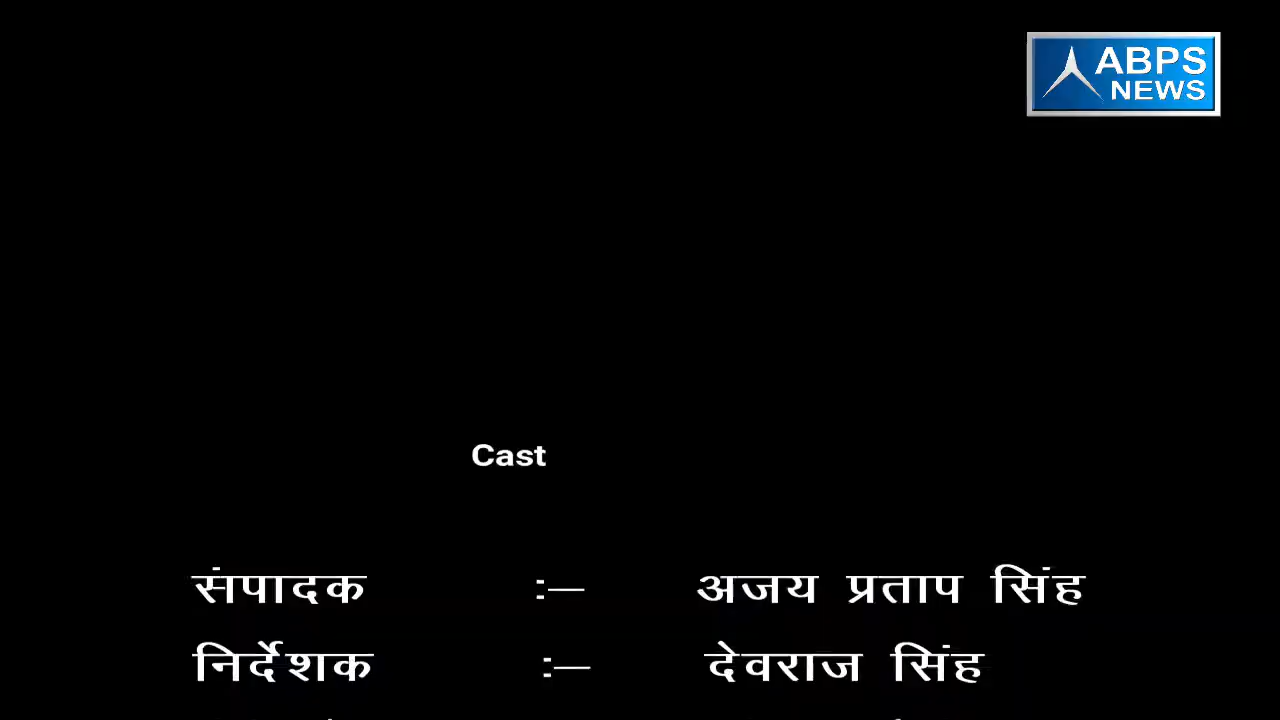 ABPS
NEWS
Cast
संपादक :— अजय प्रताप सिंह
निर्देशक :— देवराज सिंह